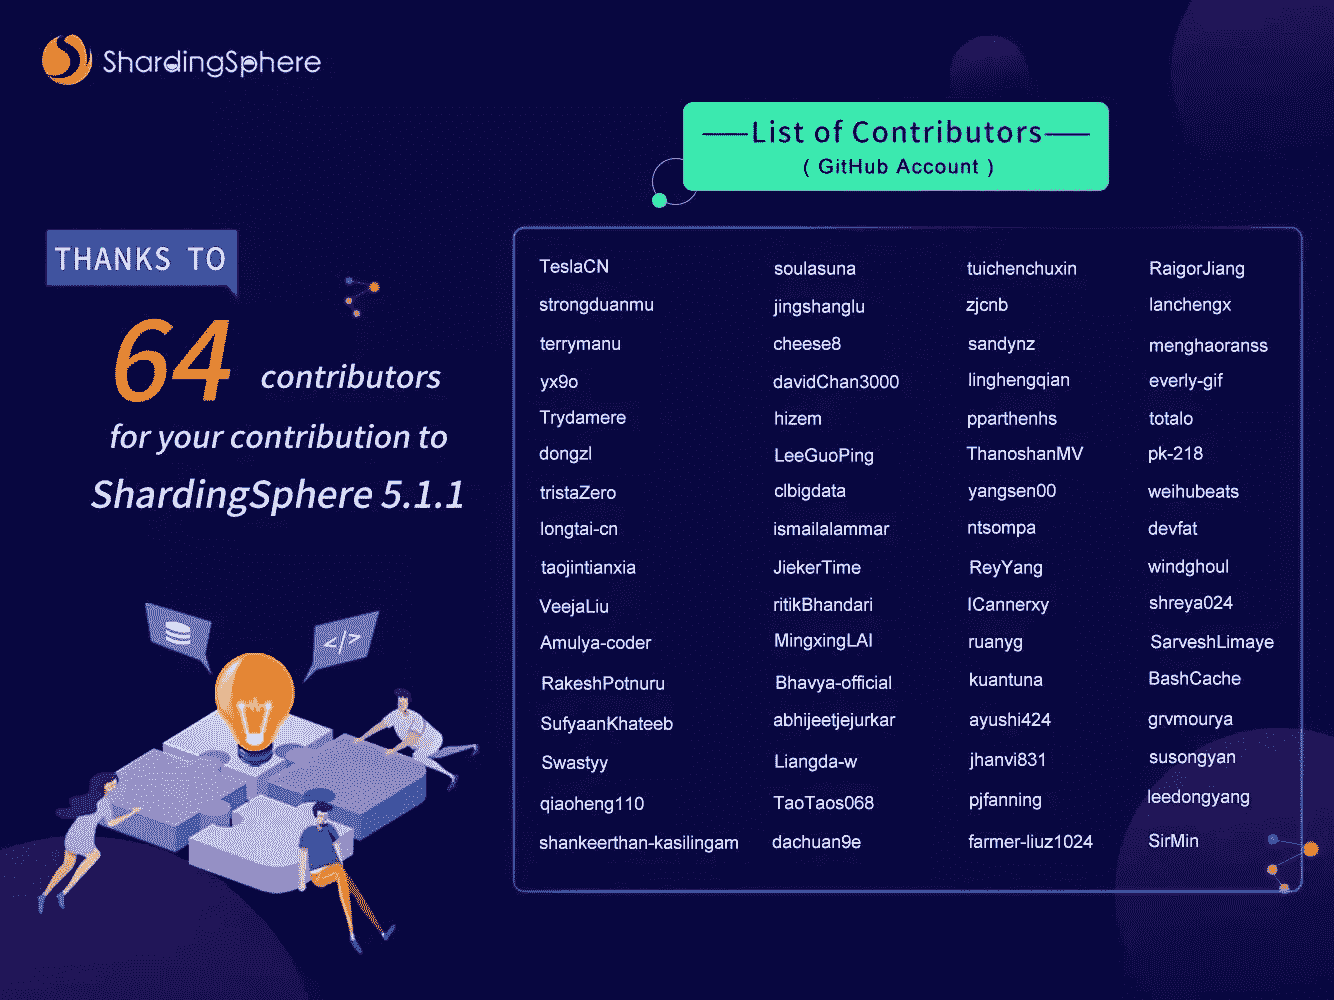 ShardingSphere
List of Contributors
( GitHub Account )
THANKS TO
64 contributors
for your contribution to
ShardingSphere 5.1.1
</>
TeslaCN soulasuna tuichenchuxin RaigorJiang
strongduanmu jingshanglu zjcnb lanchengx
terrymanu cheese8 sandynz menghaoranss
yx9o davidChan3000 linghengqian everly-gif
Trydamere hizem pparthenhs totalo
dongzl LeeGuoPing ThanoshanMV pk-218
tristaZero clbigdata yangsen00 weihubeats
longtai-cn ismailalammar ntsompa devfat
taojintianxia JiekerTime ReyYang windghoul
VeejaLiu ritikBhandari ICannerxy shreya024
Amulya-coder MingxingLAI ruanyg SarveshLimaye
RakeshPotnuru Bhavya-official kuantuna BashCache
SufyaanKhateeb abhijeetjejurkar ayushi424 grvmourya
Swastyy Liangda-w jhanvi831 susongyan
qiaoheng110 TaoTaos068 pjfanning leedongyang
shankeerthan-kasilingam dachuan9e farmer-liuz1024 SirMin